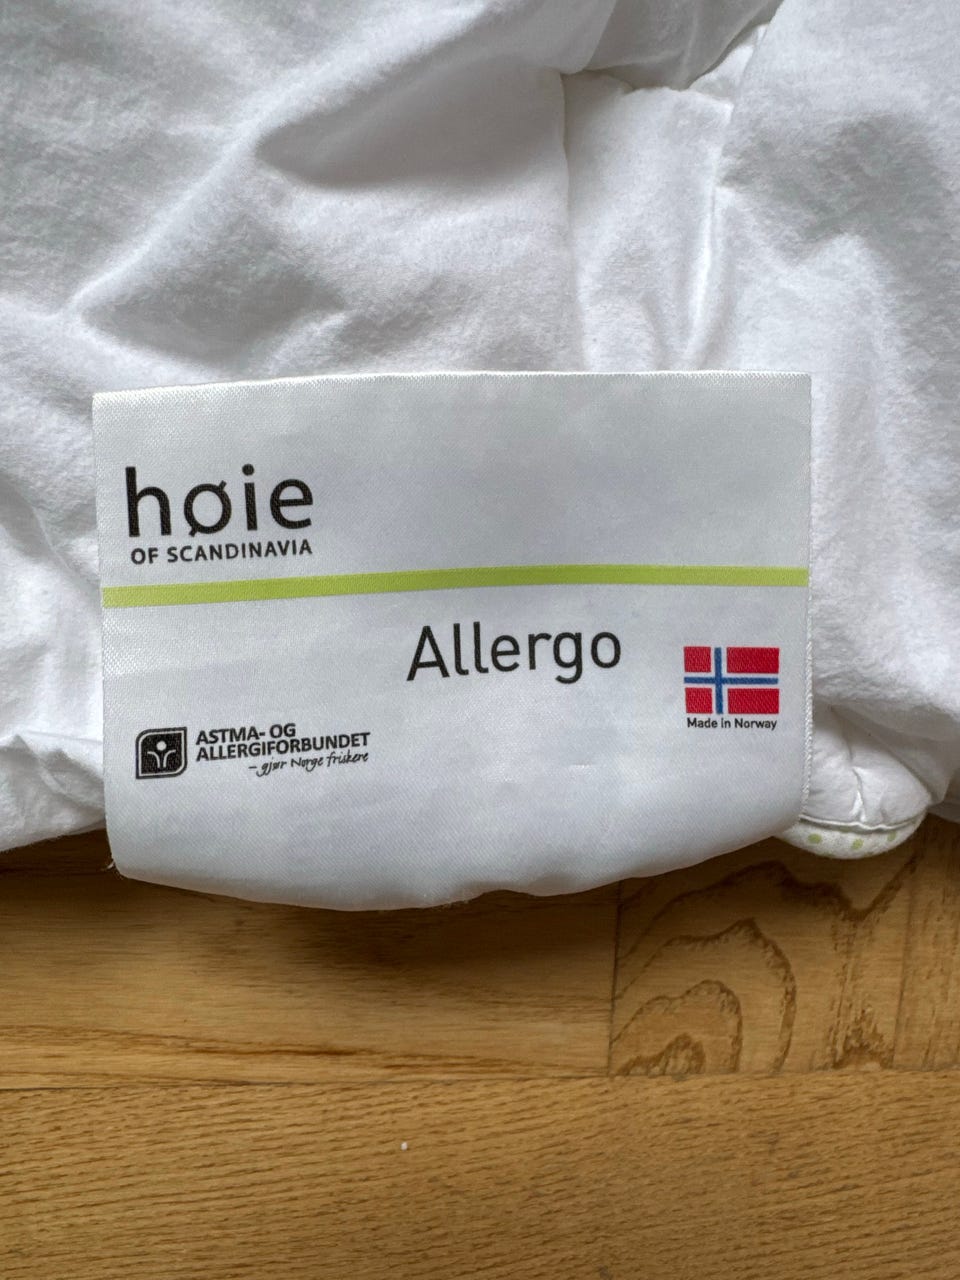 høie
OF SCANDINAVIA
Allergo
Made in Norway
ASTMA- OG
ALLERGIFORBUNDET
– gjør Norge friskere